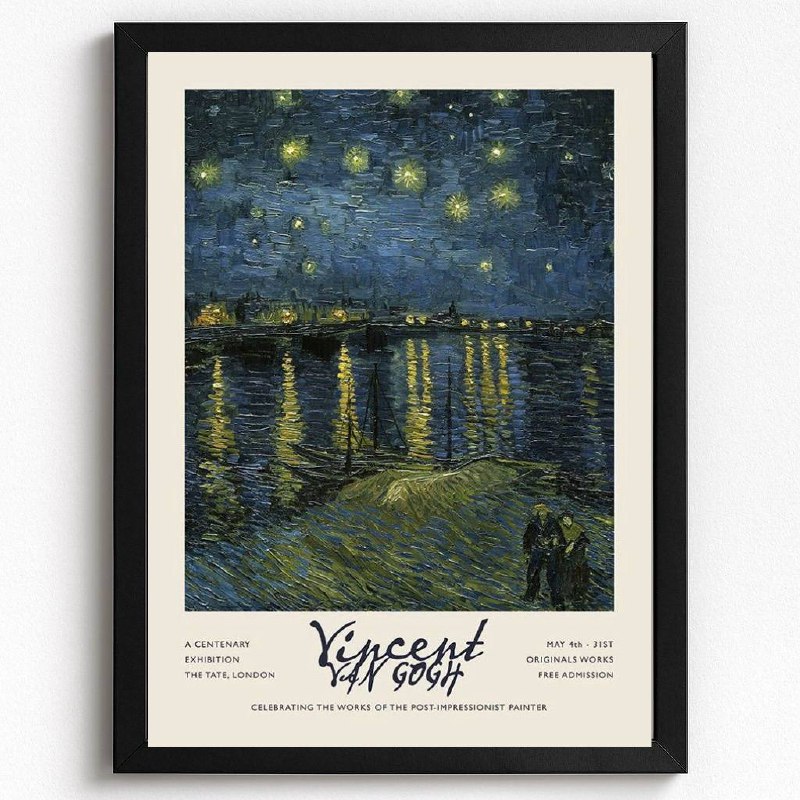 A CENTENARY
EXHIBITION
THE TATE, LONDON
Vincent
VAN GOGH
MAY 4th - 31ST
ORIGINALS WORKS
FREE ADMISSION
CELEBRATING THE WORKS OF THE POST-IMPRESSIONIST PAINTER